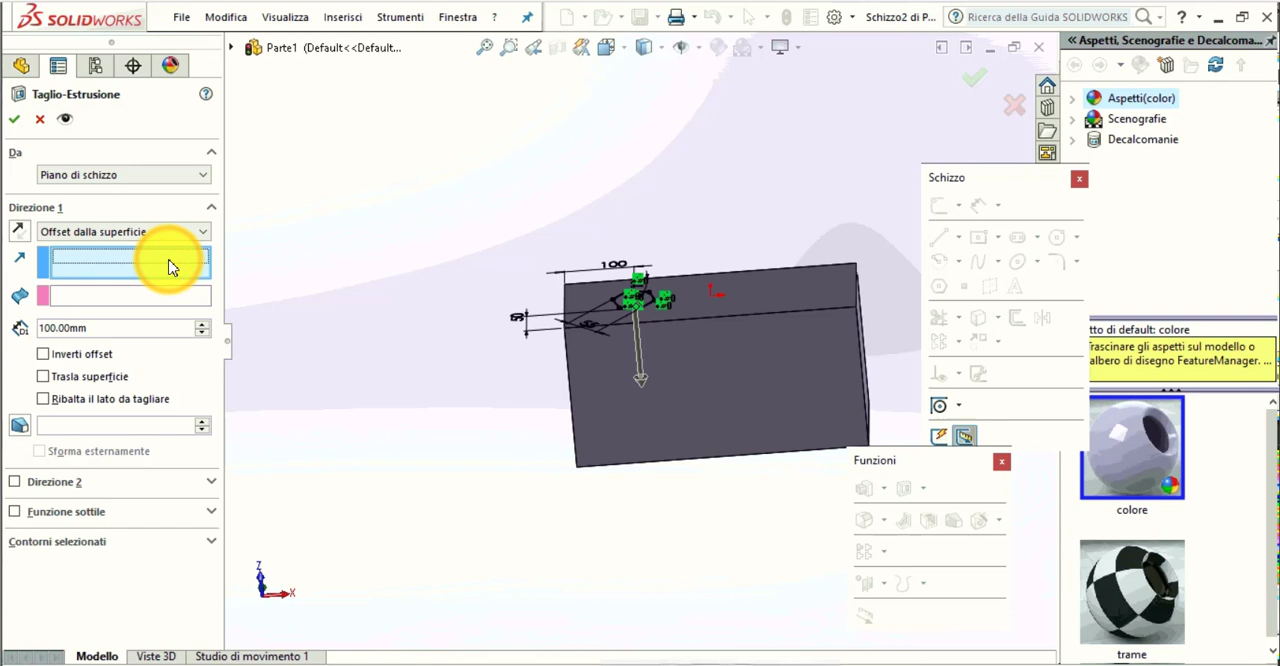 SOLIDWORKS
File Modifica Visualizza Inserisci Strumenti Finestra ?
Schizzo2 di P...
Ricerca della Guida SOLIDWORKS
?
Parte1 (Default<<Default...
Aspetti, Scenografie e Decalcoma...
Taglio-Estrusione
Da
Piano di schizzo
Direzione 1
Offset dalla superficie
100.00mm
Inverti offset
Trasla superficie
Ribalta il lato da tagliare
Sforma esternamente
Direzione 2
Funzione sottile
Contorni selezionati
100
50
Z
X
Schizzo
Funzioni
Aspetti(color)
Scenografie
Decalcomanie
tto di default: colore
Trascinare gli aspetti sul modello o
albero di disegno FeatureManager. ...
colore
trame
Modello Viste 3D Studio di movimento 1